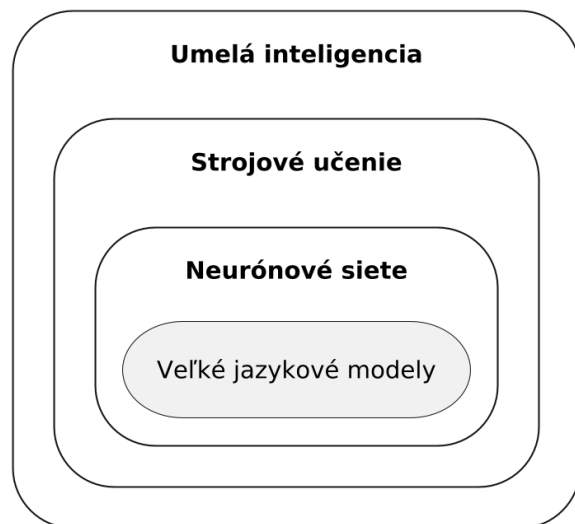 Umelá inteligencia
Strojové učenie
Neurónové siete
Veľké jazykové modely